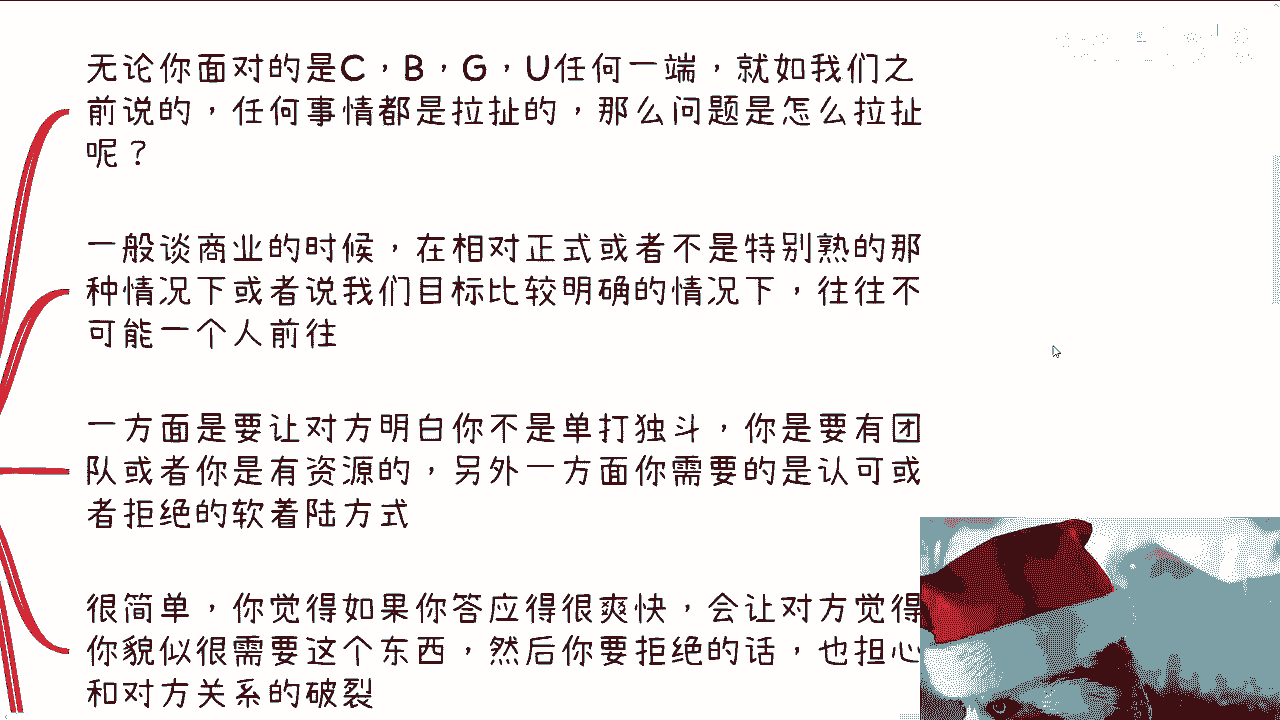 无论你面对的是C，B，G，U任何一端，就如我们之
前说的，任何事情都是拉扯的，那么问题是怎么拉扯
呢？
一般谈商业的时候，在相对正式或者不是特别熟的那
种情况下或者说我们目标比较明确的情况下，往往不
可能一个人前往
一方面是要让对方明白你不是单打独斗，你是要有团
队或者你是有资源的，另外一方面你需要的是认可或
者拒绝的软着陆方式
很简单，你觉得如果你答应得很爽快，会让对方觉得
你貌似很需要这个东西，然后你要拒绝的话，也担心
和对方关系的破裂